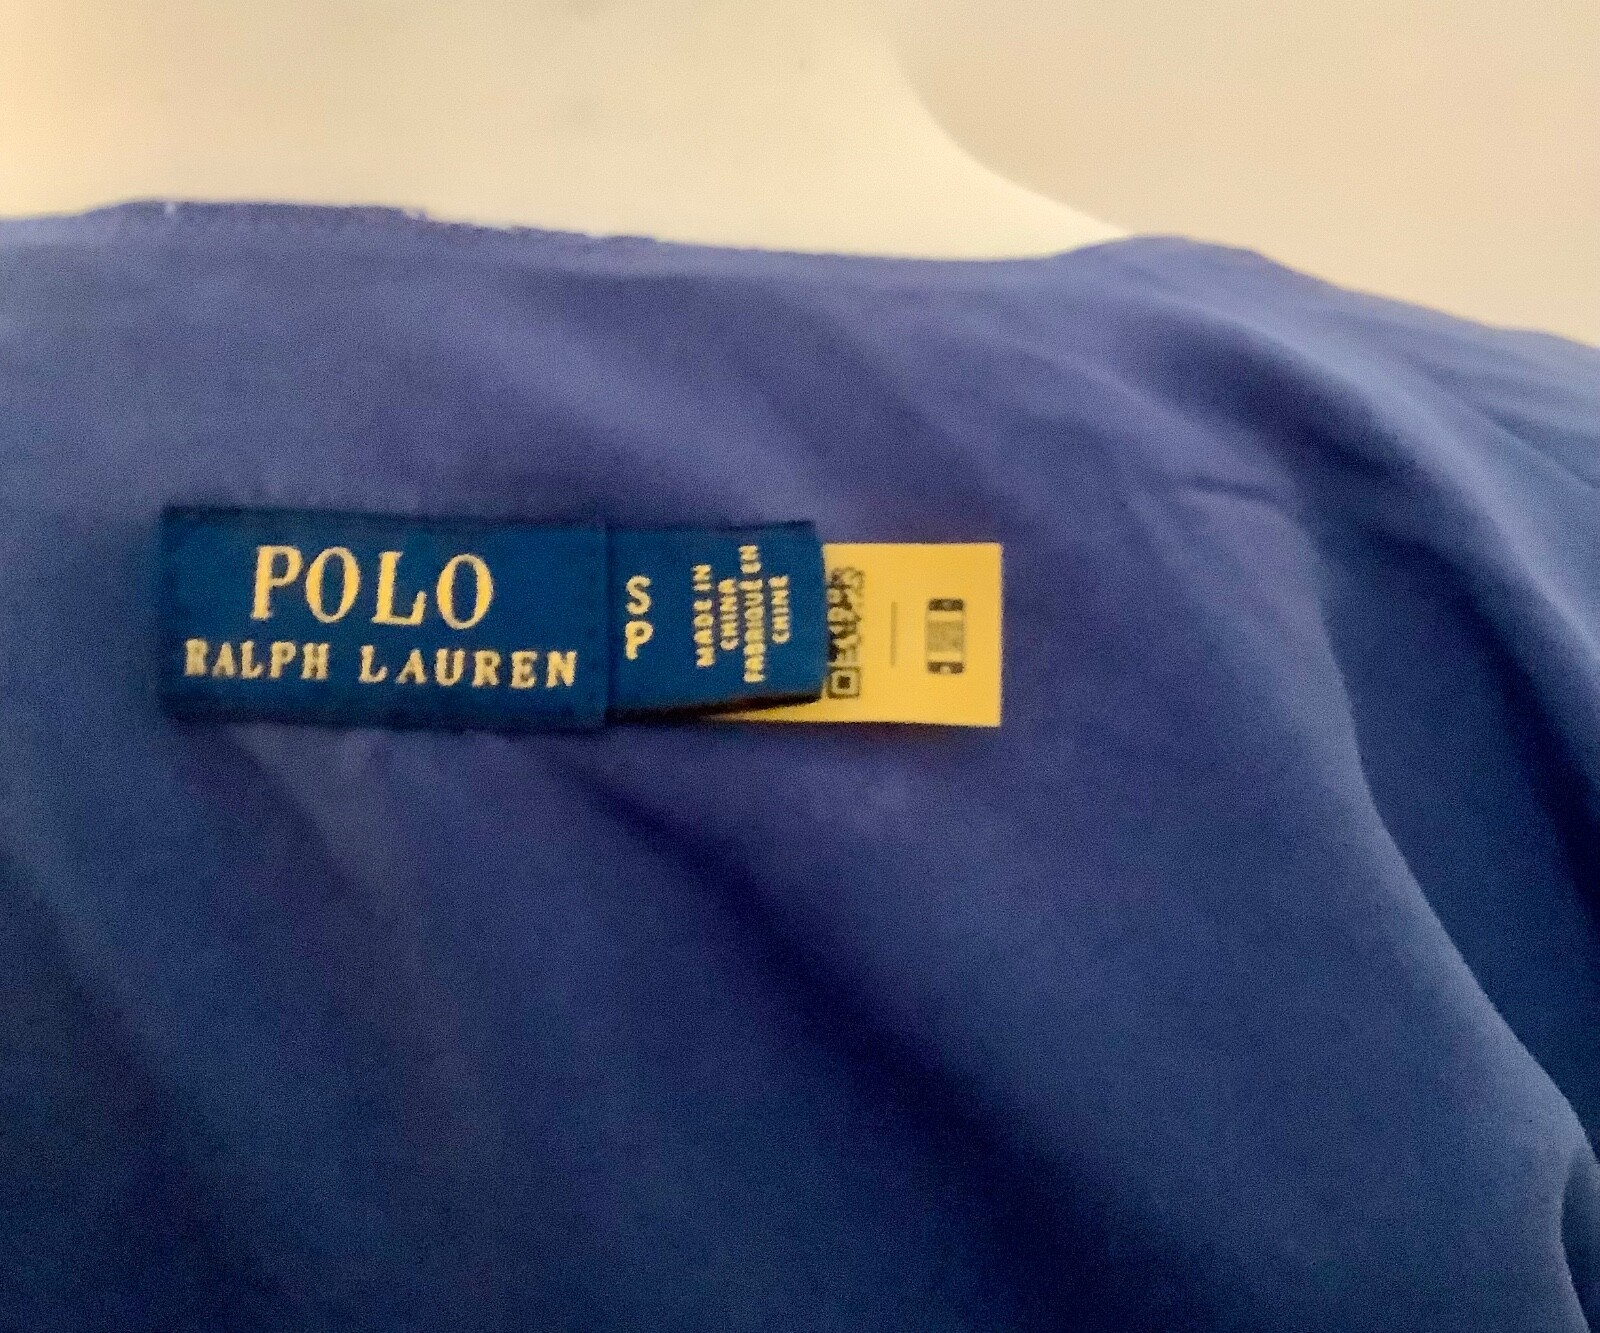 POLO
RALPH LAUREN
S
P
MADE IN
CHINA
FABRIQUÉ EN
CHINE